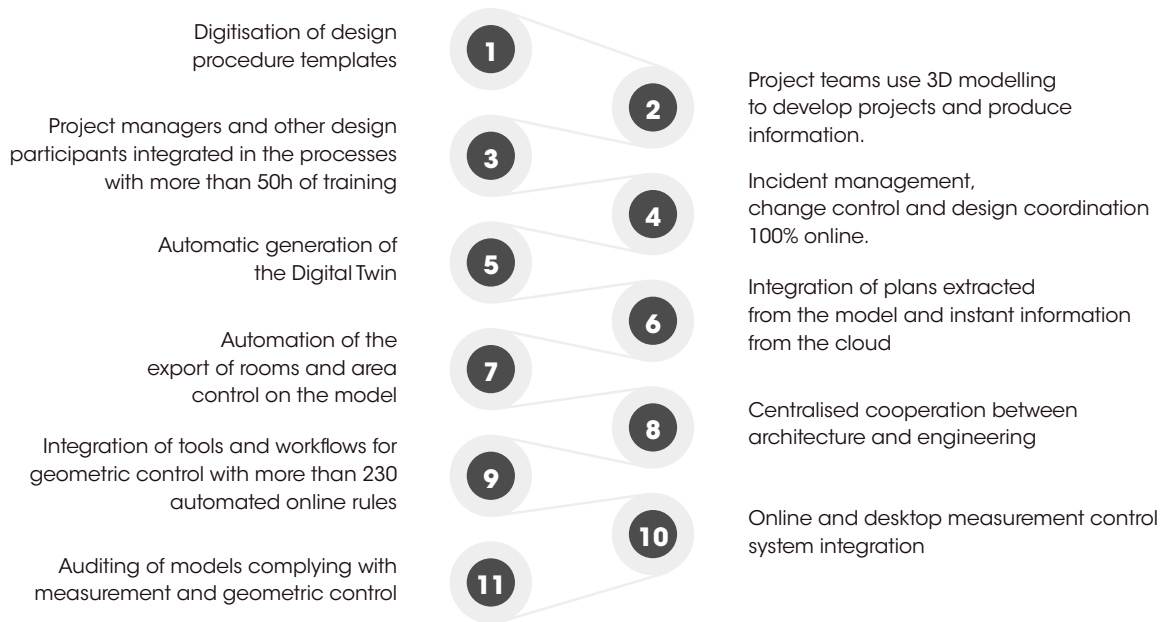 Digitisation of design
procedure templates
1
2
Project teams use 3D modelling
to develop projects and produce
information.
Project managers and other design
participants integrated in the processes
with more than 50h of training
3
4
Incident management,
change control and design coordination
100% online.
Automatic generation of
the Digital Twin
5
6
Integration of plans extracted
from the model and instant information
from the cloud
Automation of the
export of rooms and area
control on the model
7
8
Centralised cooperation between
architecture and engineering
Integration of tools and workflows for
geometric control with more than 230
automated online rules
9
10
Online and desktop measurement control
system integration
Auditing of models complying with
measurement and geometric control
11